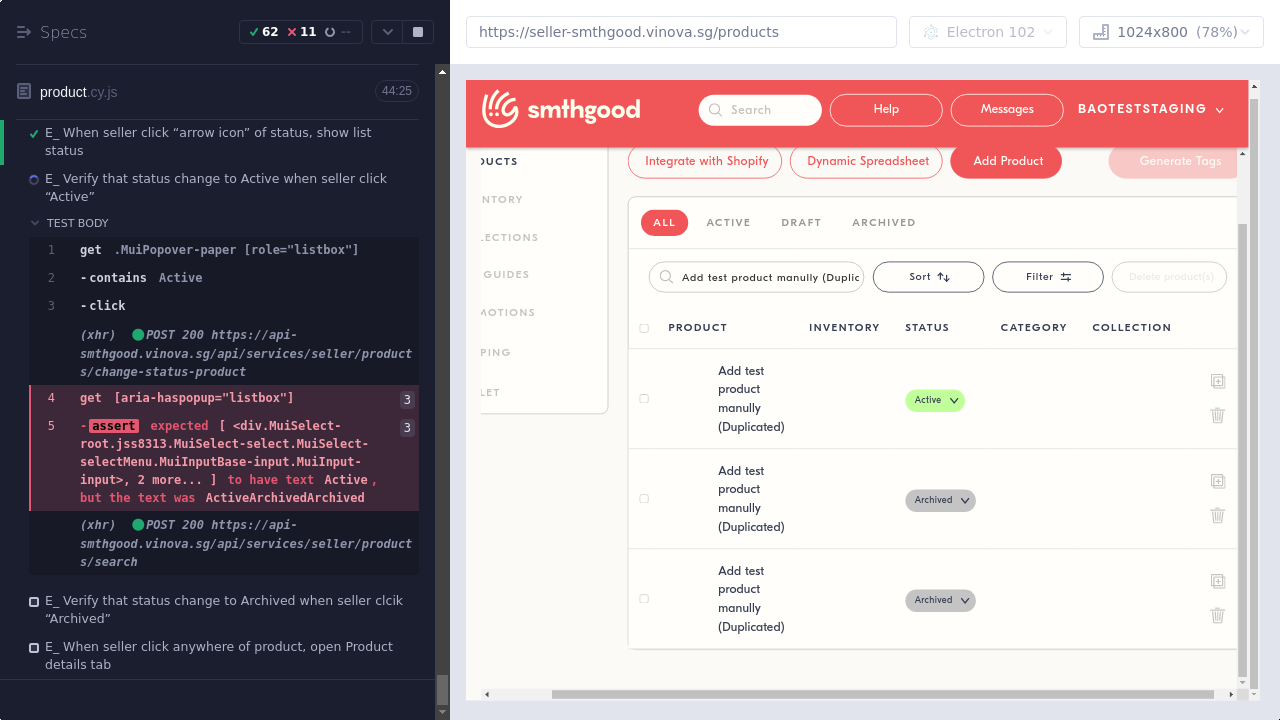 Specs
62
11
--
product.cy.js
44:25
E_ When seller click “arrow icon” of status, show list
status
E_ Verify that status change to Active when seller click
“Active”
TEST BODY
1 get .MuiPopover-paper [role="listbox"]
2 -contains Active
3 -click
(xhr) POST 200 https://api-
smthgood.vinova.sg/api/services/seller/product
s/change-status-product
4 get [aria-haspopup="listbox"] 3
5 -assert expected [ <div.MuiSelect- 3
root.jss8313.MuiSelect-select.MuiSelect-
selectMenu.MuiInputBase-input.MuiInput-
input>, 2 more... ] to have text Active,
but the text was ActiveArchivedArchived
(xhr) POST 200 https://api-
smthgood.vinova.sg/api/services/seller/product
s/search
E_ Verify that status change to Archived when seller clcik
“Archived”
E_ When seller click anywhere of product, open Product
details tab
https://seller-smthgood.vinova.sg/products
Electron 102
1024x800 (78%)
smthgood
Search
Help
Messages
BAOTESTSTAGING
DUCTS
NTORY
LECTIONS
GUIDES
MOTIONS
PING
LET
Integrate with Shopify
Dynamic Spreadsheet
Add Product
Generate Tags
ALL
ACTIVE
DRAFT
ARCHIVED
Add test product manully (Duplic
Sort
Filter
Delete product(s)
PRODUCT
INVENTORY
STATUS
CATEGORY
COLLECTION
Add test
product
manully
(Duplicated)
Active
Add test
product
manully
(Duplicated)
Archived
Add test
product
manully
(Duplicated)
Archived